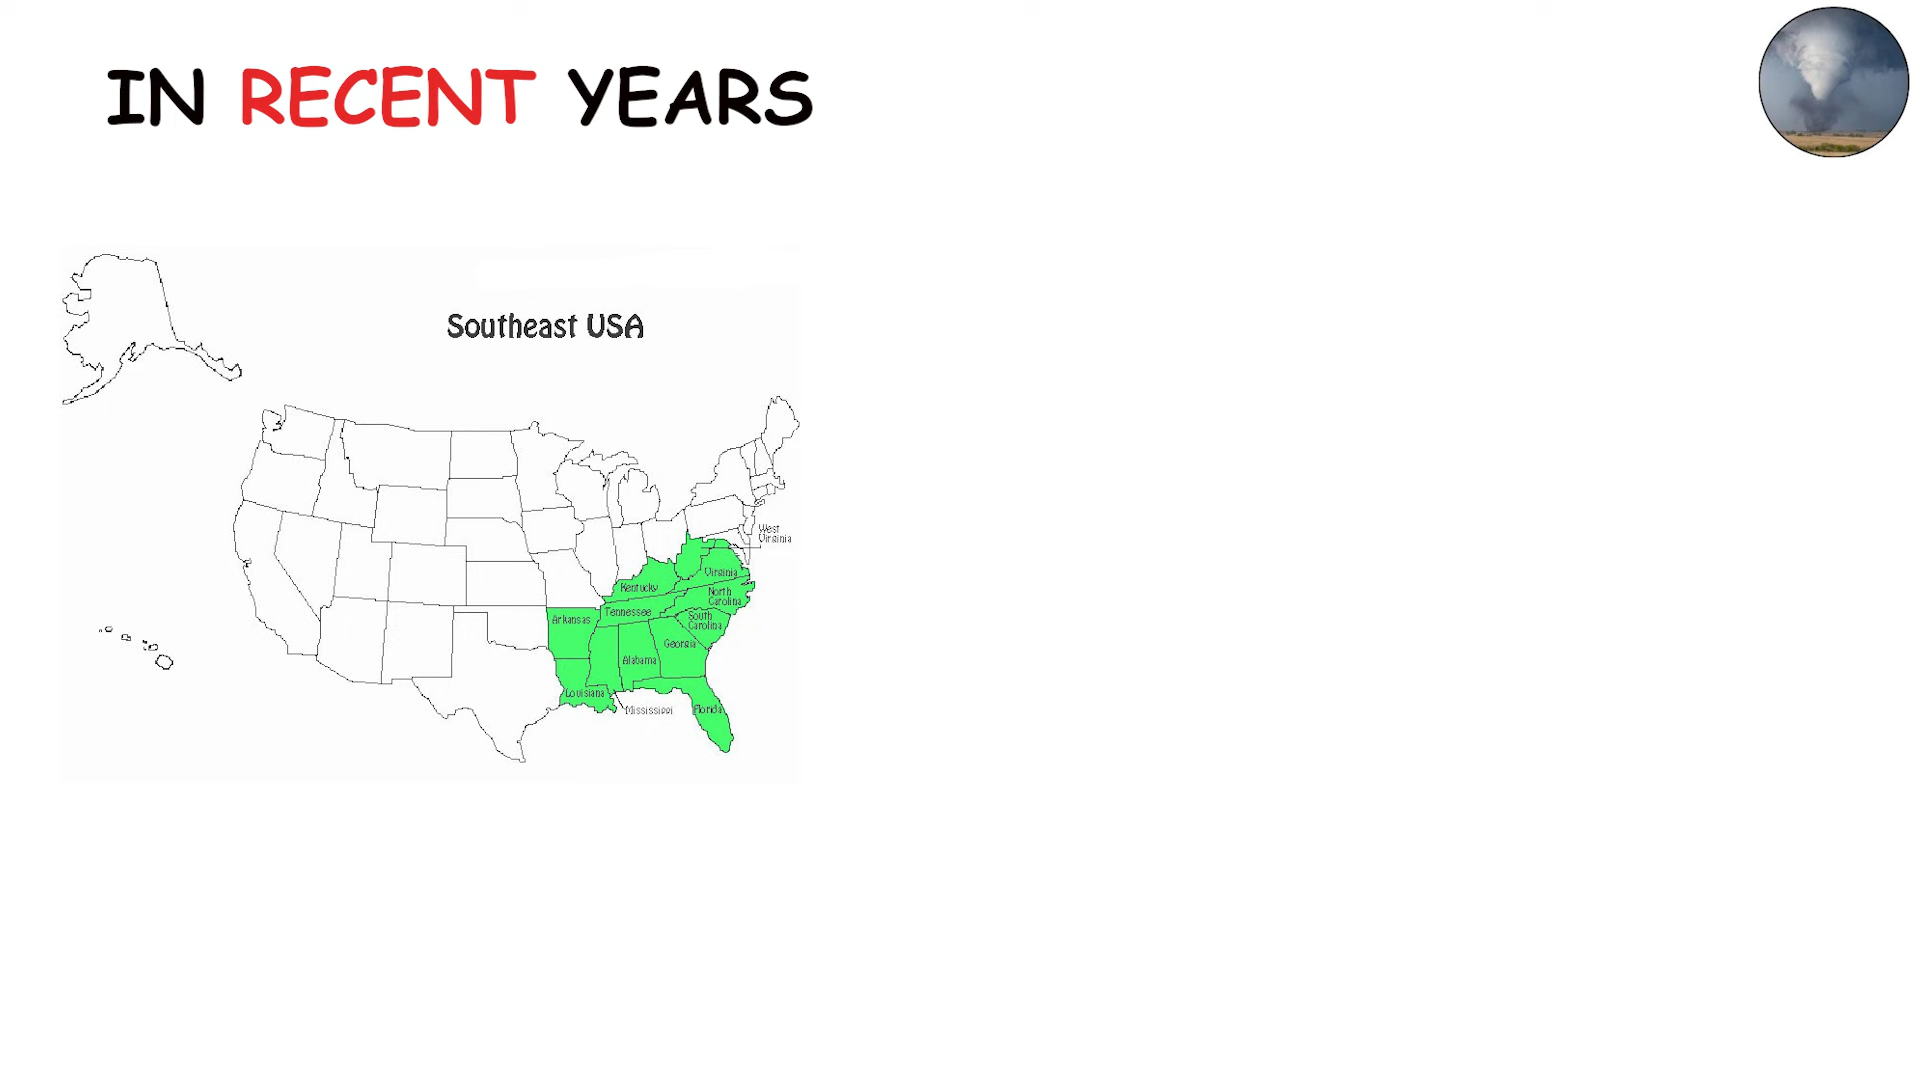 IN RECENT YEARS
Southeast USA
West
Virginia
Virginia
Kentucky
North
Carolina
Tennessee
South
Carolina
Arkansas
Georgia
Alabama
Louisiana
Mississippi
Florida